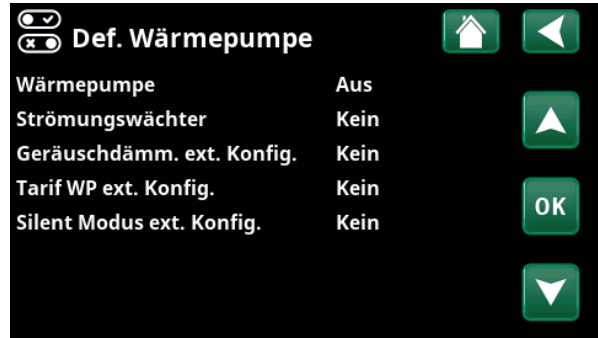 Def. Wärmepumpe
Wärmepumpe Aus
Strömungswächter Kein
Geräuschdämm. ext. Konfig. Kein
Tarif WP ext. Konfig. Kein
OK
Silent Modus ext. Konfig. Kein